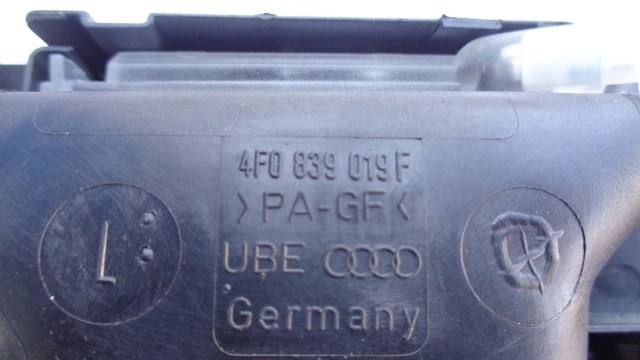 4F0 839 019 F
>PA-GF<
L
UBE
Germany